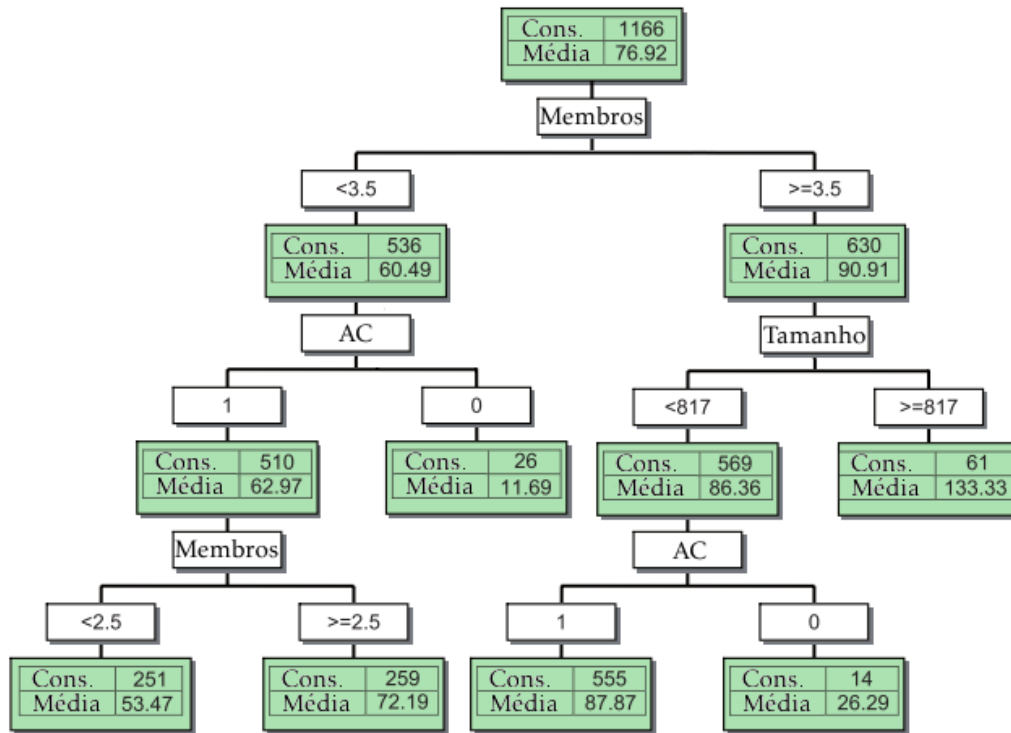 Cons. 1166
Média 76.92
Membros
<3.5 >=3.5
Cons. 536 Cons. 630
Média 60.49 Média 90.91
AC Tamanho
1 0 <817 >=817
Cons. 510 Cons. 26 Cons. 569 Cons. 61
Média 62.97 Média 11.69 Média 86.36 Média 133.33
Membros AC
<2.5 >=2.5 1 0
Cons. 251 Cons. 259 Cons. 555 Cons. 14
Média 53.47 Média 72.19 Média 87.87 Média 26.29